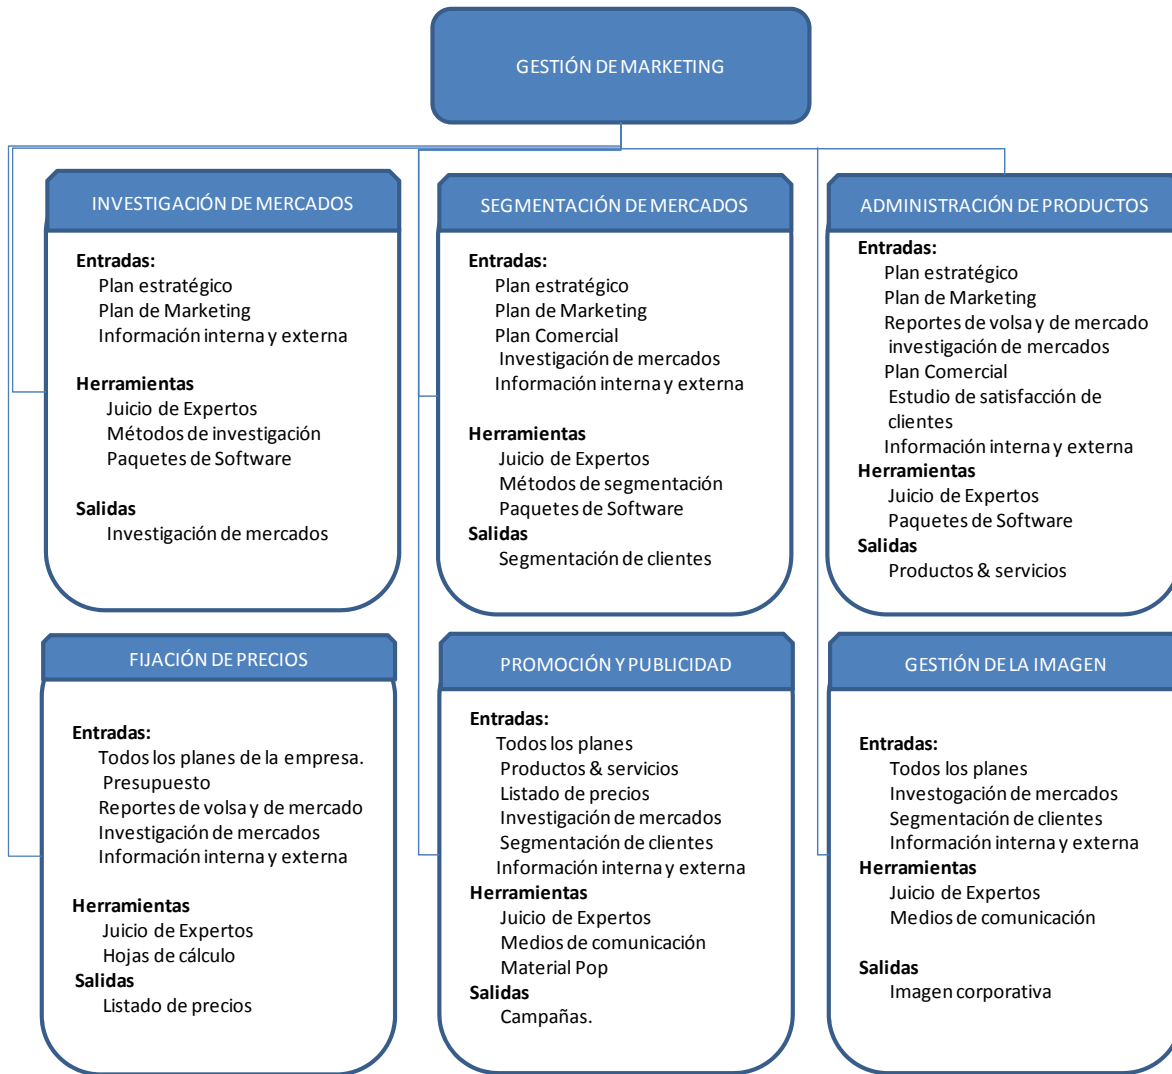 GESTIÓN DE MARKETING
INVESTIGACIÓN DE MERCADOS
Entradas:
Plan estratégico
Plan de Marketing
Información interna y externa
Herramientas
Juicio de Expertos
Métodos de investigación
Paquetes de Software
Salidas
Investigación de mercados
SEGMENTACIÓN DE MERCADOS
Entradas:
Plan estratégico
Plan de Marketing
Plan Comercial
Investigación de mercados
Información interna y externa
Herramientas
Juicio de Expertos
Métodos de segmentación
Paquetes de Software
Salidas
Segmentación de clientes
ADMINISTRACIÓN DE PRODUCTOS
Entradas:
Plan estratégico
Plan de Marketing
Reportes de volsa y de mercado
investigación de mercados
Plan Comercial
Estudio de satisfacción de
clientes
Información interna y externa
Herramientas
Juicio de Expertos
Paquetes de Software
Salidas
Productos & servicios
FIJACIÓN DE PRECIOS
Entradas:
Todos los planes de la empresa.
Presupuesto
Reportes de volsa y de mercado
Investigación de mercados
Información interna y externa
Herramientas
Juicio de Expertos
Hojas de cálculo
Salidas
Listado de precios
PROMOCIÓN Y PUBLICIDAD
Entradas:
Todos los planes
Productos & servicios
Listado de precios
Investigación de mercados
Segmentación de clientes
Información interna y externa
Herramientas
Juicio de Expertos
Medios de comunicación
Material Pop
Salidas
Campañas.
GESTIÓN DE LA IMAGEN
Entradas:
Todos los planes
Investogación de mercados
Segmentación de clientes
Información interna y externa
Herramientas
Juicio de Expertos
Medios de comunicación
Salidas
Imagen corporativa